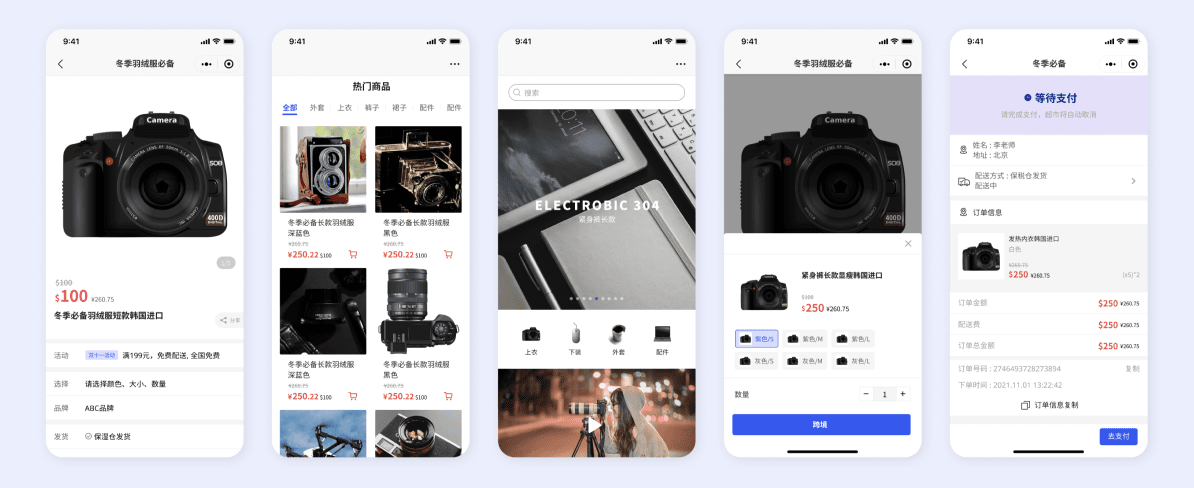 9:41
冬季羽绒服必备
Camera
CAMERA LENS EF 50mm 1:1.8 II
SOB
400D
DIGITAL
1/5
$100
$100 ¥260.75
冬季必备羽绒服短款韩国进口
分享
活动 双十一活动 满199元，免费配送, 全国免费
选择 请选择颜色、大小、数量
品牌 ABC品牌
发货 保湿仓发货
9:41
热门商品
全部 外套 上衣 裤子 裙子 配件 配件
冬季必备长款羽绒服
深蓝色
¥260.75
¥250.22 $100
冬季必备长款羽绒服
黑色
¥260.75
¥250.22 $100
冬季必备长款羽绒服
深蓝色
¥260.75
¥250.22 $100
冬季必备长款羽绒服
黑色
¥260.75
¥250.22 $100
9:41
搜索
ELECTROBIC 304
紧身裤长款
上衣 下装 外套 配件
9:41
冬季羽绒服必备
Camera
SOB
400D
DIGITAL
紧身裤长款显瘦韩国进口
$100
$250 ¥260.75
紫色/S 紫色/M 紫色/L
灰色/S 灰色/M 灰色/L
数量 − 1 +
跨境
9:41
冬季必备
等待支付
请完成支付，超市将自动取消
姓名 : 李老师
地址 : 北京
配送方式 : 保税仓发货
配送中
订单信息
发热内衣韩国进口
白色
¥260.75
$250 ¥260.75
(x5)*2
订单金额 $250 ¥260.75
配送费 $250 ¥260.75
订单总金额 $250 ¥260.75
订单号码 : 2746493728273894 复制
下单时间 : 2021.11.01 13:22:42
订单信息复制
去支付